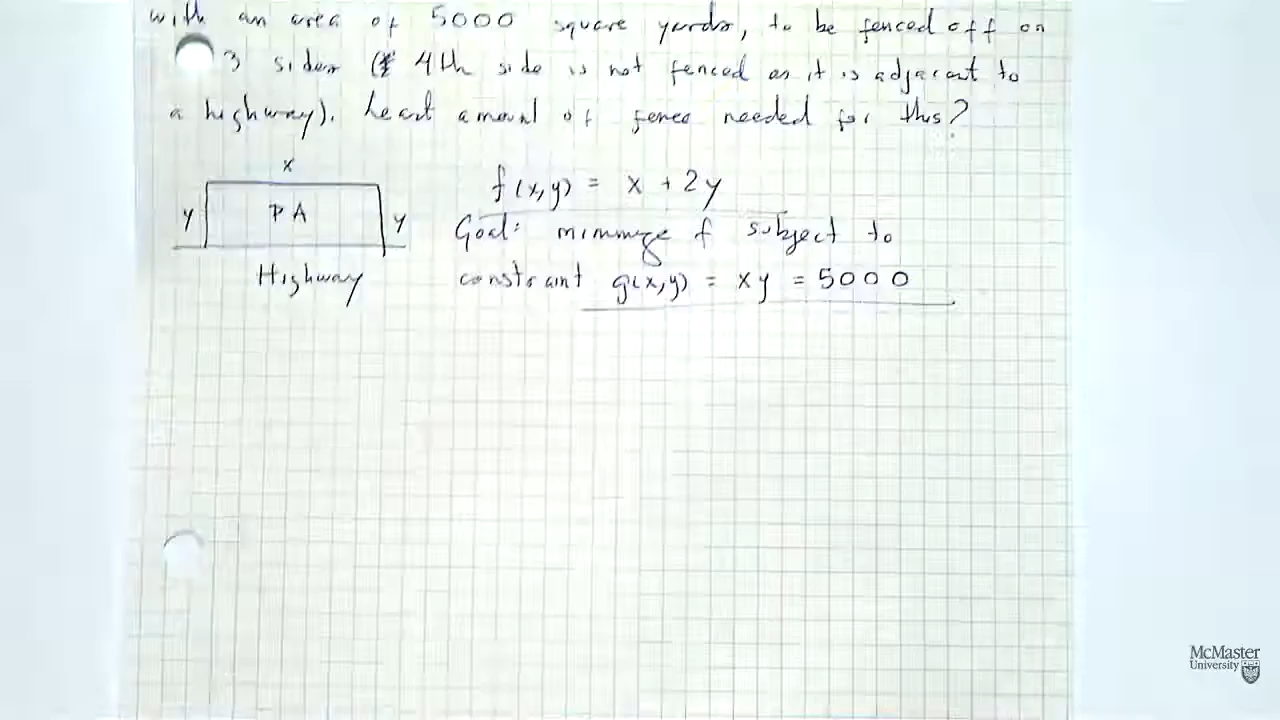 with an area of 5000 square yards, to be fenced off on
3 sides (4th side is not fenced as it is adjacent to
a highway). Least amount of fence needed for this?
x
f(x,y) = x + 2y
y PA y
Goal: minimize f subject to
Highway
constraint g(x,y) = xy = 5000
McMaster
University